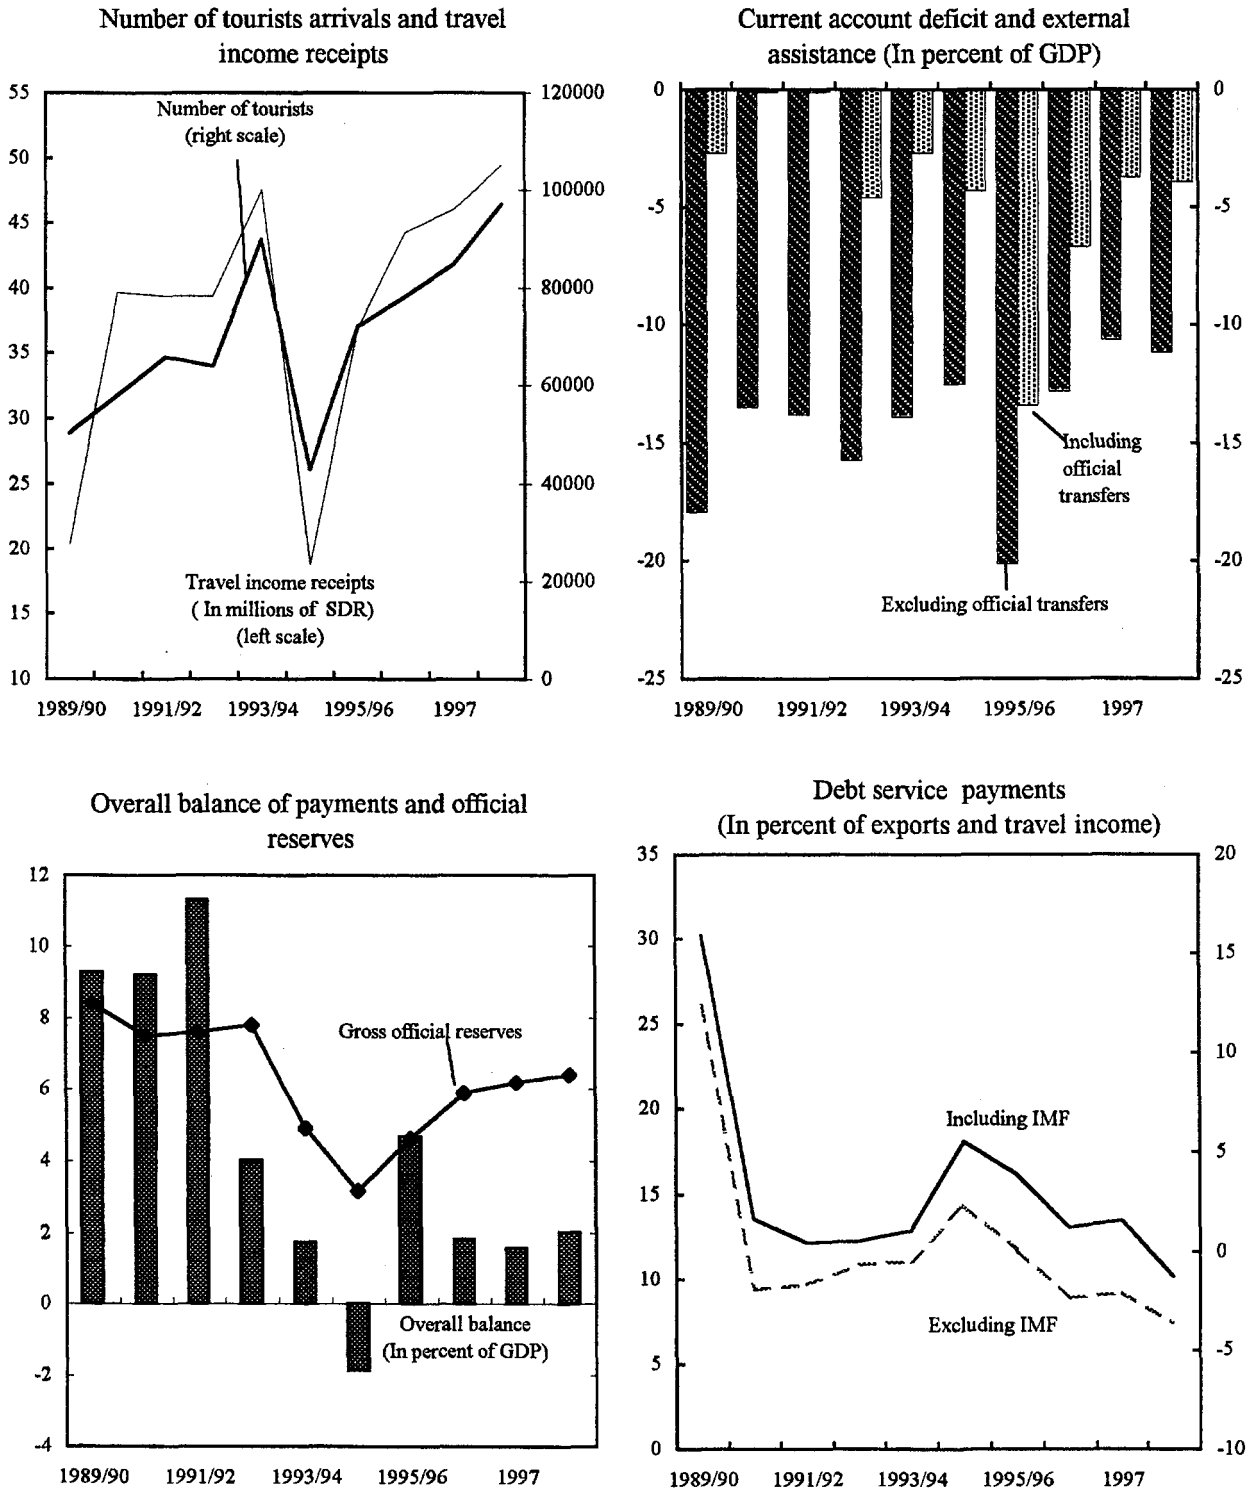 Number of tourists arrivals and travel
income receipts
55
50
45
40
35
30
25
20
15
10
120000
100000
80000
60000
40000
20000
0
Number of tourists
(right scale)
Travel income receipts
( In millions of SDR)
(left scale)
1989/90 1991/92 1993/94 1995/96 1997
Current account deficit and external
assistance (In percent of GDP)
0
-5
-10
-15
-20
-25
0
-5
-10
-15
-20
-25
Including
official
transfers
Excluding official transfers
1989/90 1991/92 1993/94 1995/96 1997
Overall balance of payments and official
reserves
12
10
8
6
4
2
0
-2
-4
Gross official reserves
Overall balance
(In percent of GDP)
1989/90 1991/92 1993/94 1995/96 1997
Debt service payments
(In percent of exports and travel income)
35
30
25
20
15
10
5
0
20
15
10
5
0
-5
-10
Including IMF
Excluding IMF
1989/90 1991/92 1993/94 1995/96 1997